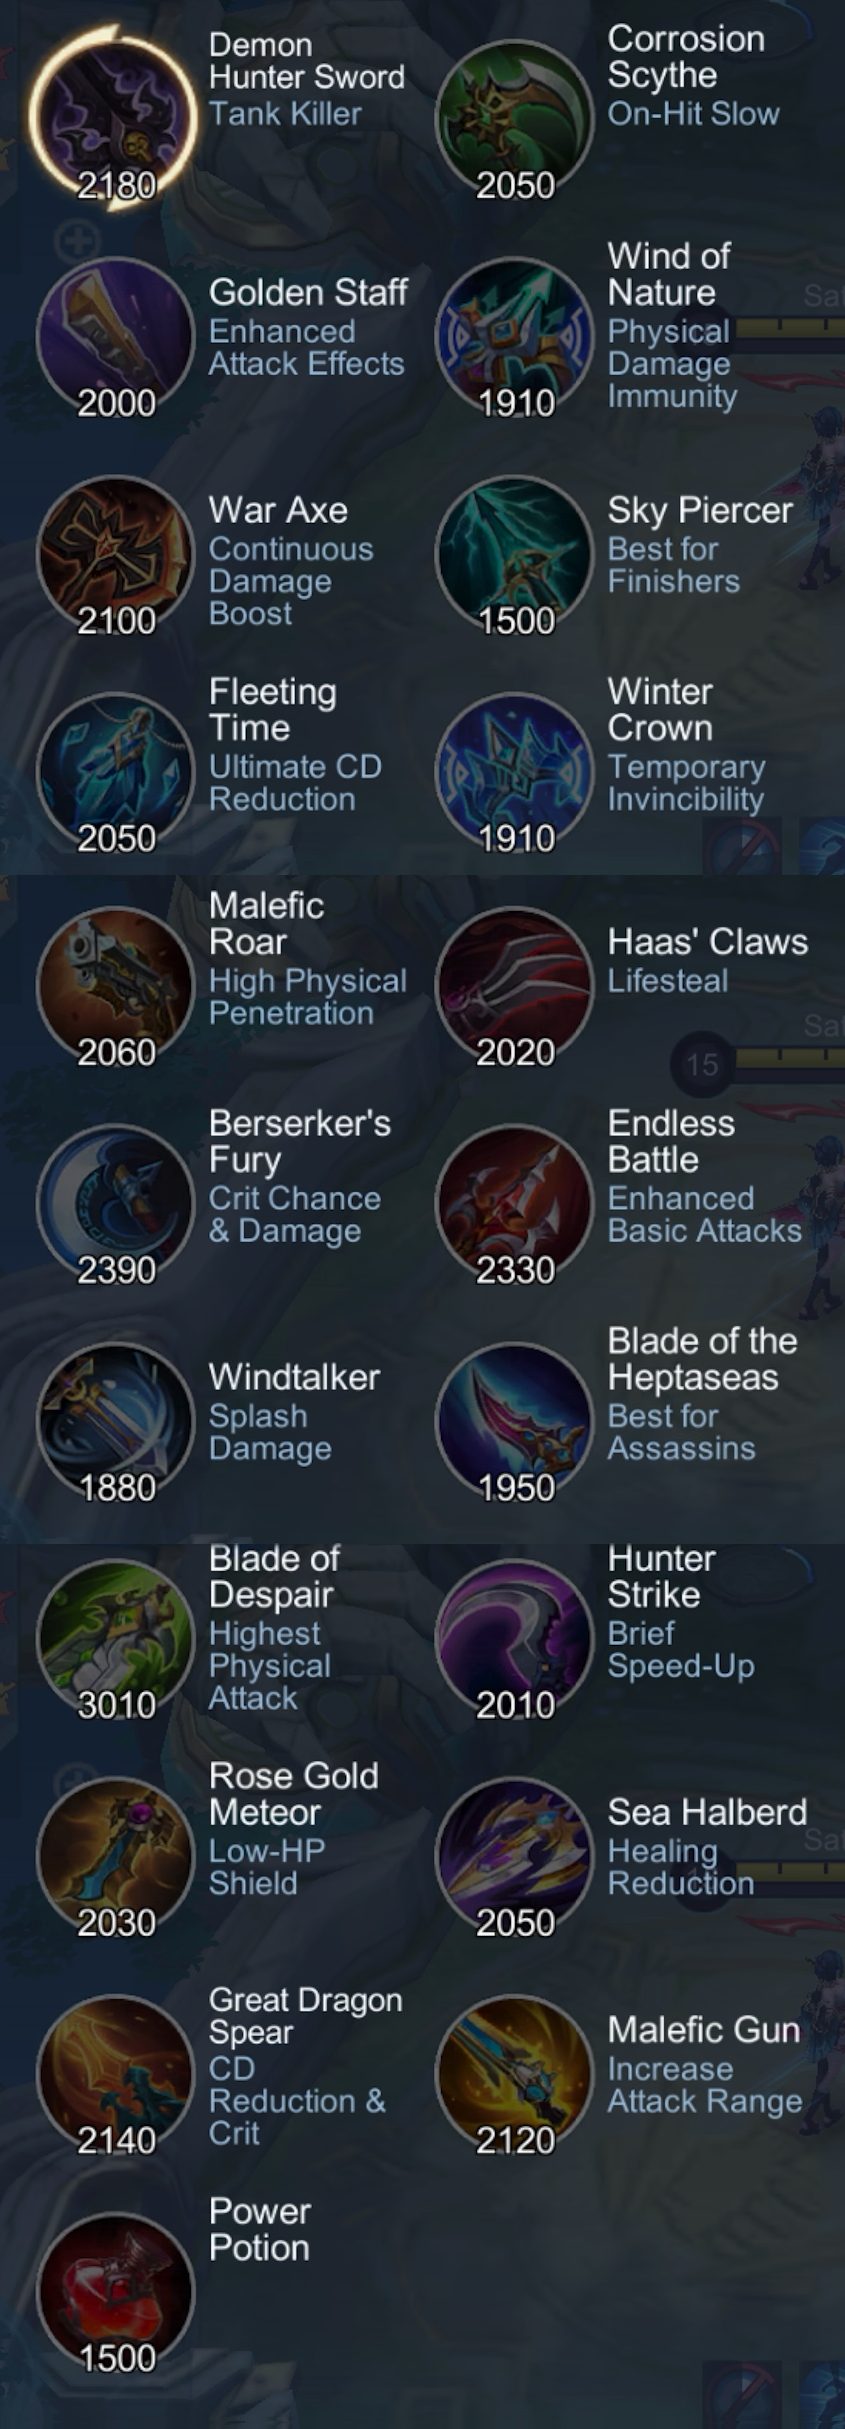 Demon
Hunter Sword
Tank Killer
2180
Corrosion
Scythe
On-Hit Slow
2050
Golden Staff
Enhanced
Attack Effects
2000
Wind of
Nature
Physical
Damage
Immunity
1910
Sat
War Axe
Continuous
Damage
Boost
2100
Sky Piercer
Best for
Finishers
1500
Fleeting
Time
Ultimate CD
Reduction
2050
Winter
Crown
Temporary
Invincibility
1910
Malefic
Roar
High Physical
Penetration
2060
Haas' Claws
Lifesteal
2020
Sat
15
Berserker's
Fury
Crit Chance
& Damage
2390
Endless
Battle
Enhanced
Basic Attacks
2330
Windtalker
Splash
Damage
1880
Blade of the
Heptaseas
Best for
Assassins
1950
Blade of
Despair
Highest
Physical
Attack
3010
Hunter
Strike
Brief
Speed-Up
2010
Rose Gold
Meteor
Low-HP
Shield
2030
Sea Halberd
Healing
Reduction
2050
Sat
Great Dragon
Spear
CD
Reduction &
Crit
2140
Malefic Gun
Increase
Attack Range
2120
Power
Potion
1500